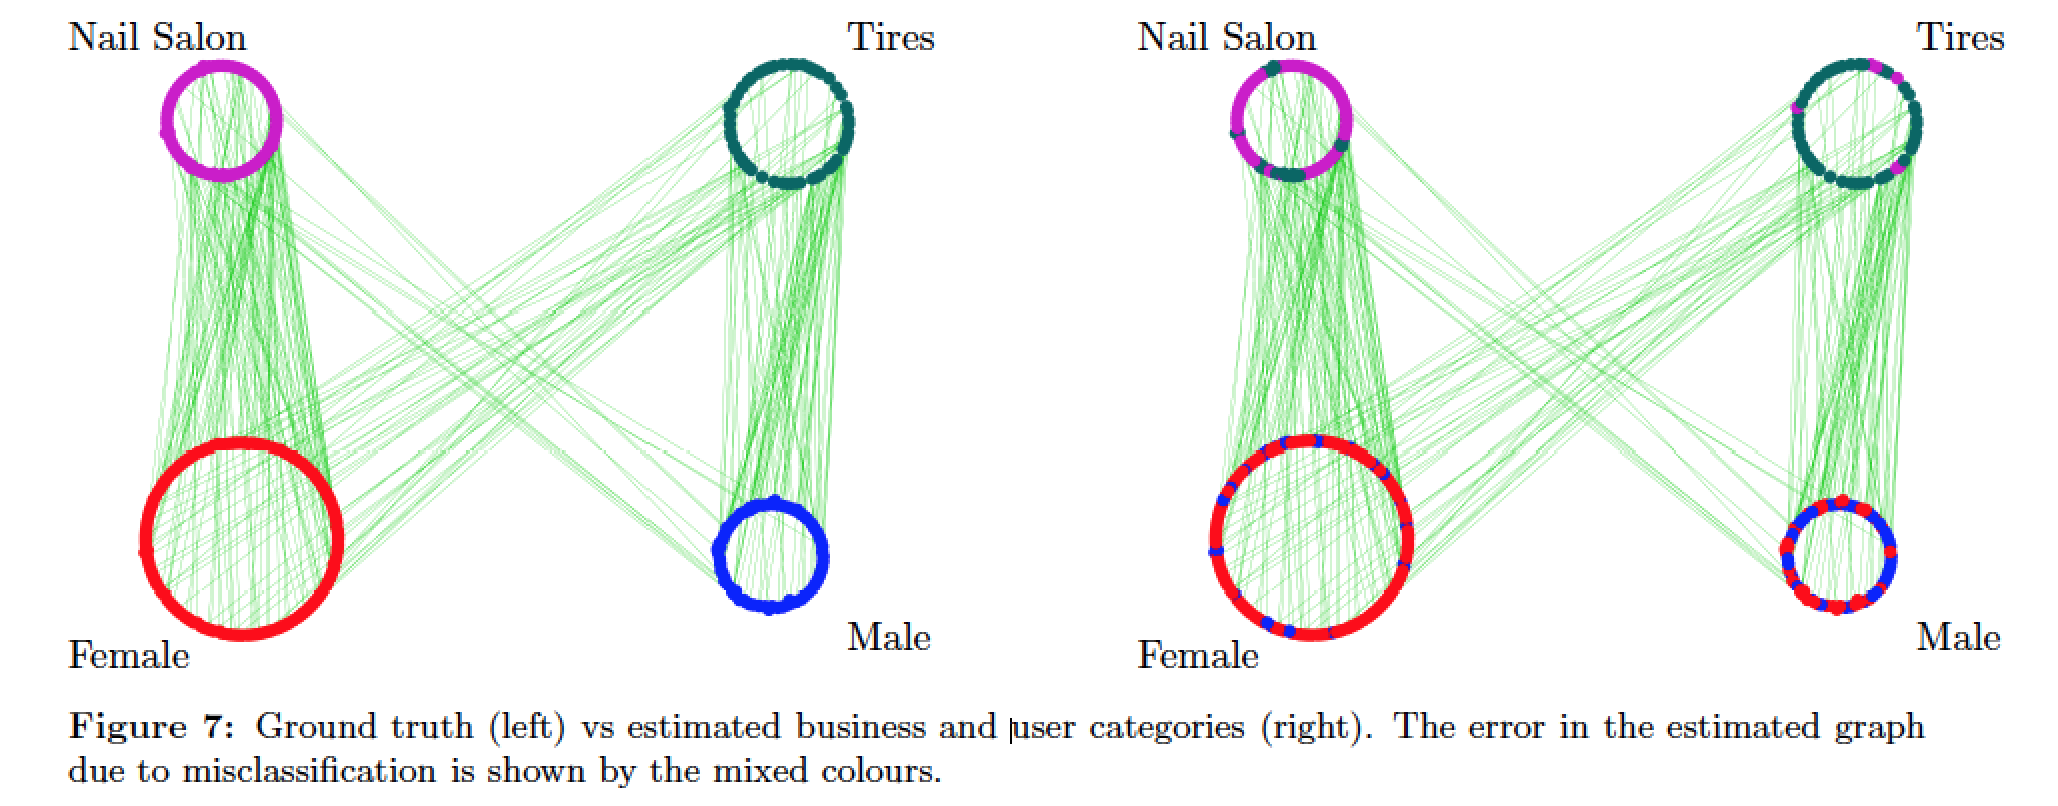 Nail Salon
Tires
Nail Salon
Tires
Female
Male
Female
Male
Figure 7: Ground truth (left) vs estimated business and user categories (right). The error in the estimated graph
due to misclassification is shown by the mixed colours.